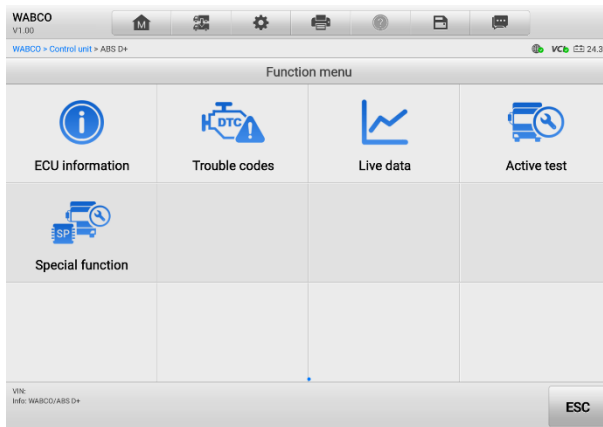 WABCO
V1.00
M
?
WABCO > Control unit > ABS D+
VCI 24.3
Function menu
i
DTC
ECU information
Trouble codes
Live data
Active test
SP
Special function
VIN:
Info: WABCO/ABS D+
ESC